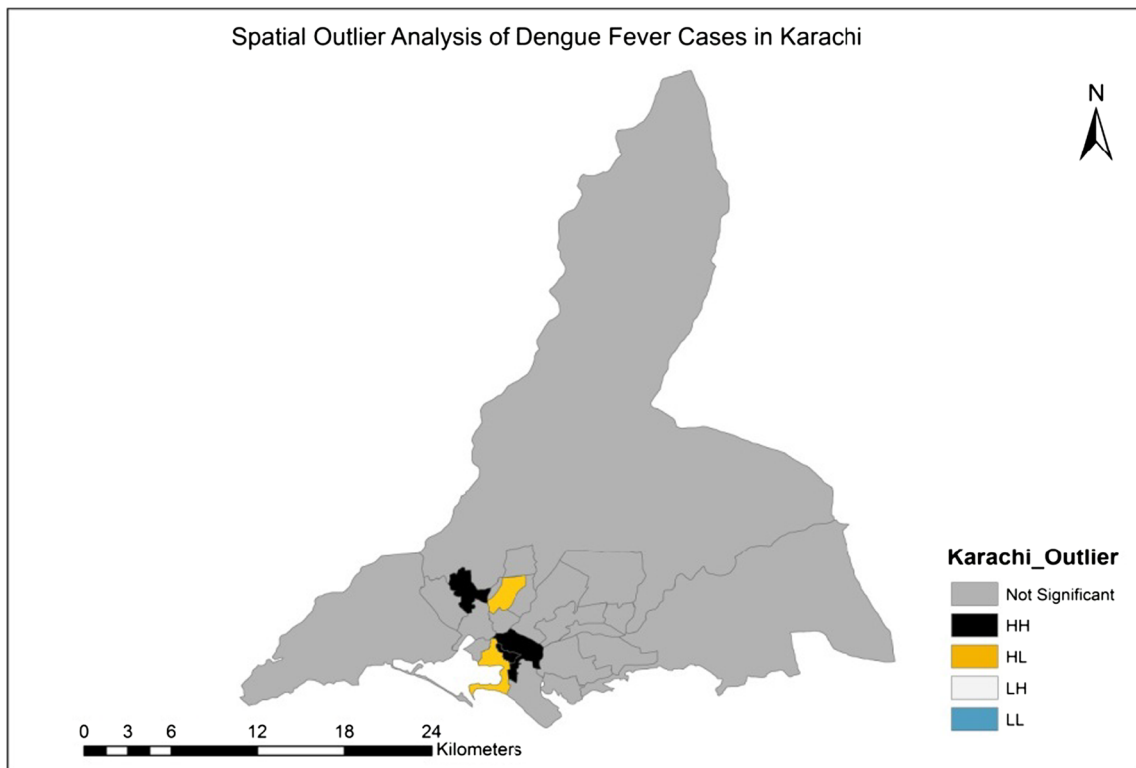 Spatial Outlier Analysis of Dengue Fever Cases in Karachi
N
Karachi_Outlier
Not Significant
HH
HL
LH
LL
0 3 6 12 18 24
Kilometers